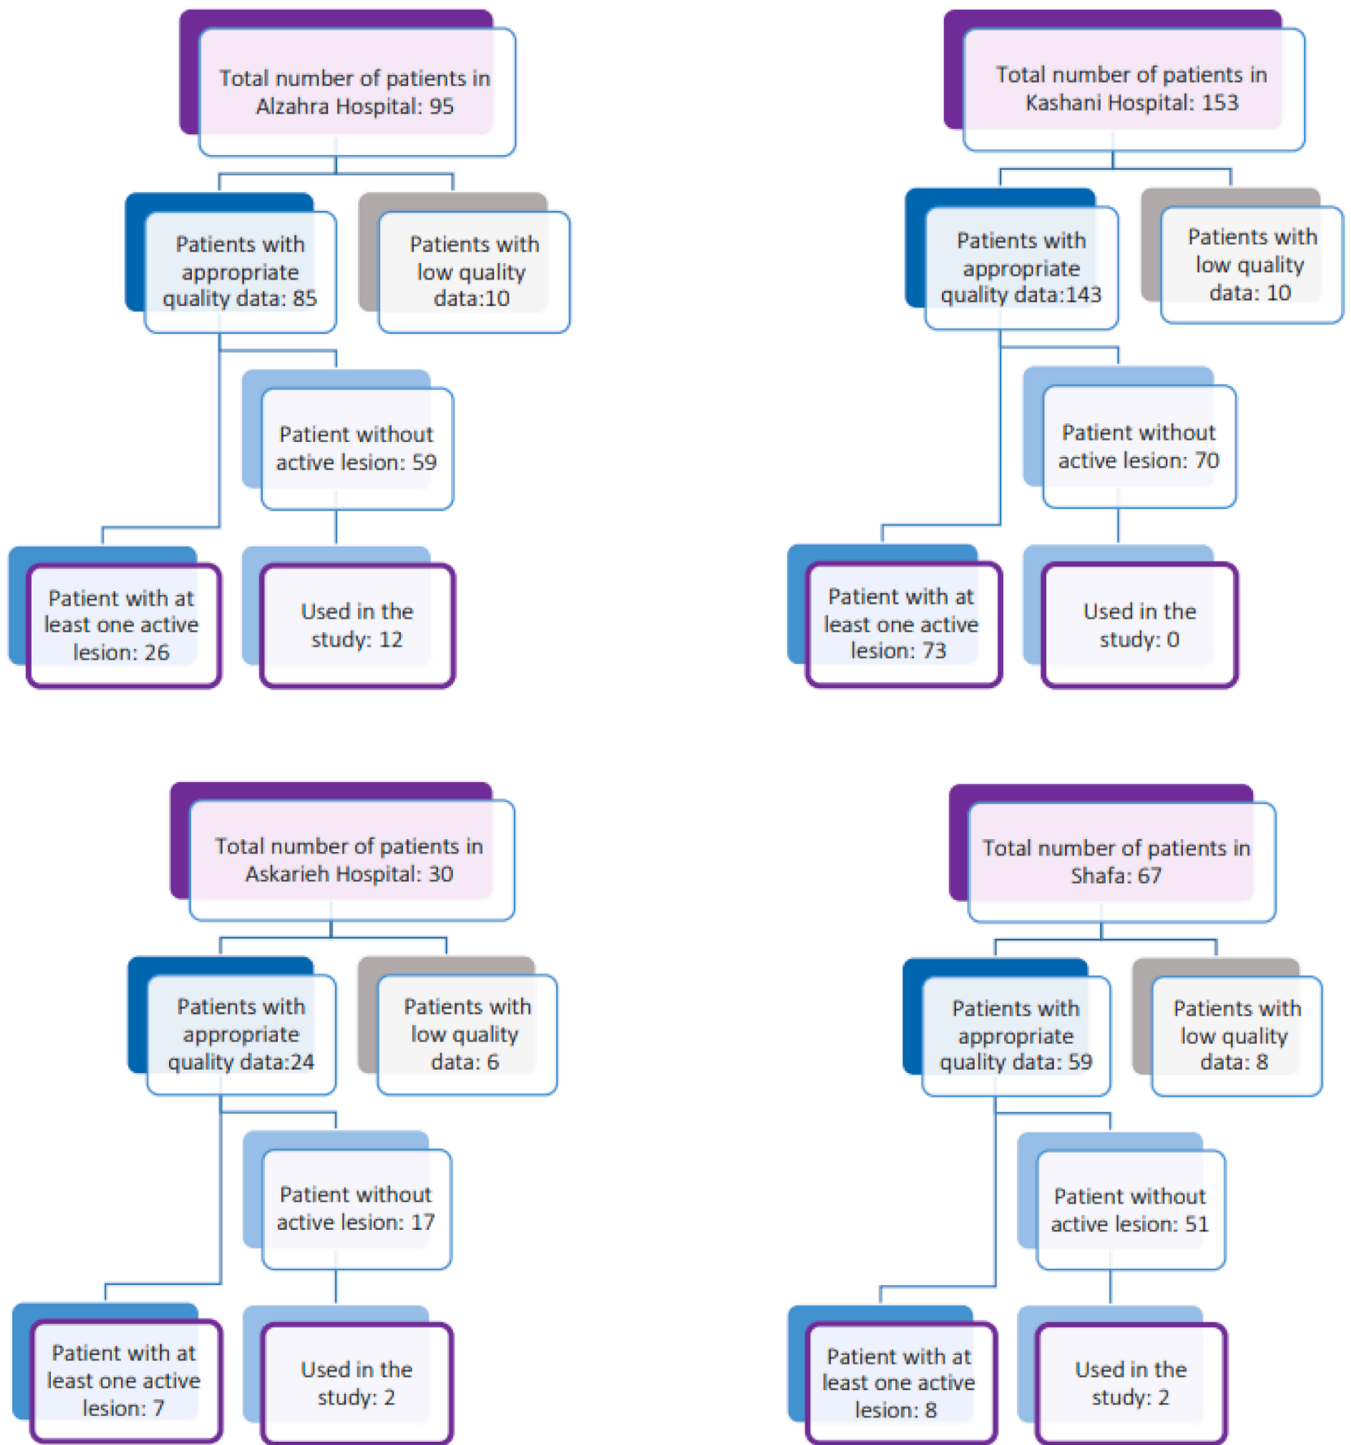 Total number of patients in
Alzahra Hospital: 95
Patients with
appropriate
quality data: 85
Patients with
low quality
data:10
Patient without
active lesion: 59
Patient with at
least one active
lesion: 26
Used in the
study: 12
Total number of patients in
Kashani Hospital: 153
Patients with
appropriate
quality data:143
Patients with
low quality
data: 10
Patient without
active lesion: 70
Patient with at
least one active
lesion: 73
Used in the
study: 0
Total number of patients in
Askarieh Hospital: 30
Patients with
appropriate
quality data:24
Patients with
low quality
data: 6
Patient without
active lesion: 17
Patient with at
least one active
lesion: 7
Used in the
study: 2
Total number of patients in
Shafa: 67
Patients with
appropriate
quality data: 59
Patients with
low quality
data: 8
Patient without
active lesion: 51
Patient with at
least one active
lesion: 8
Used in the
study: 2